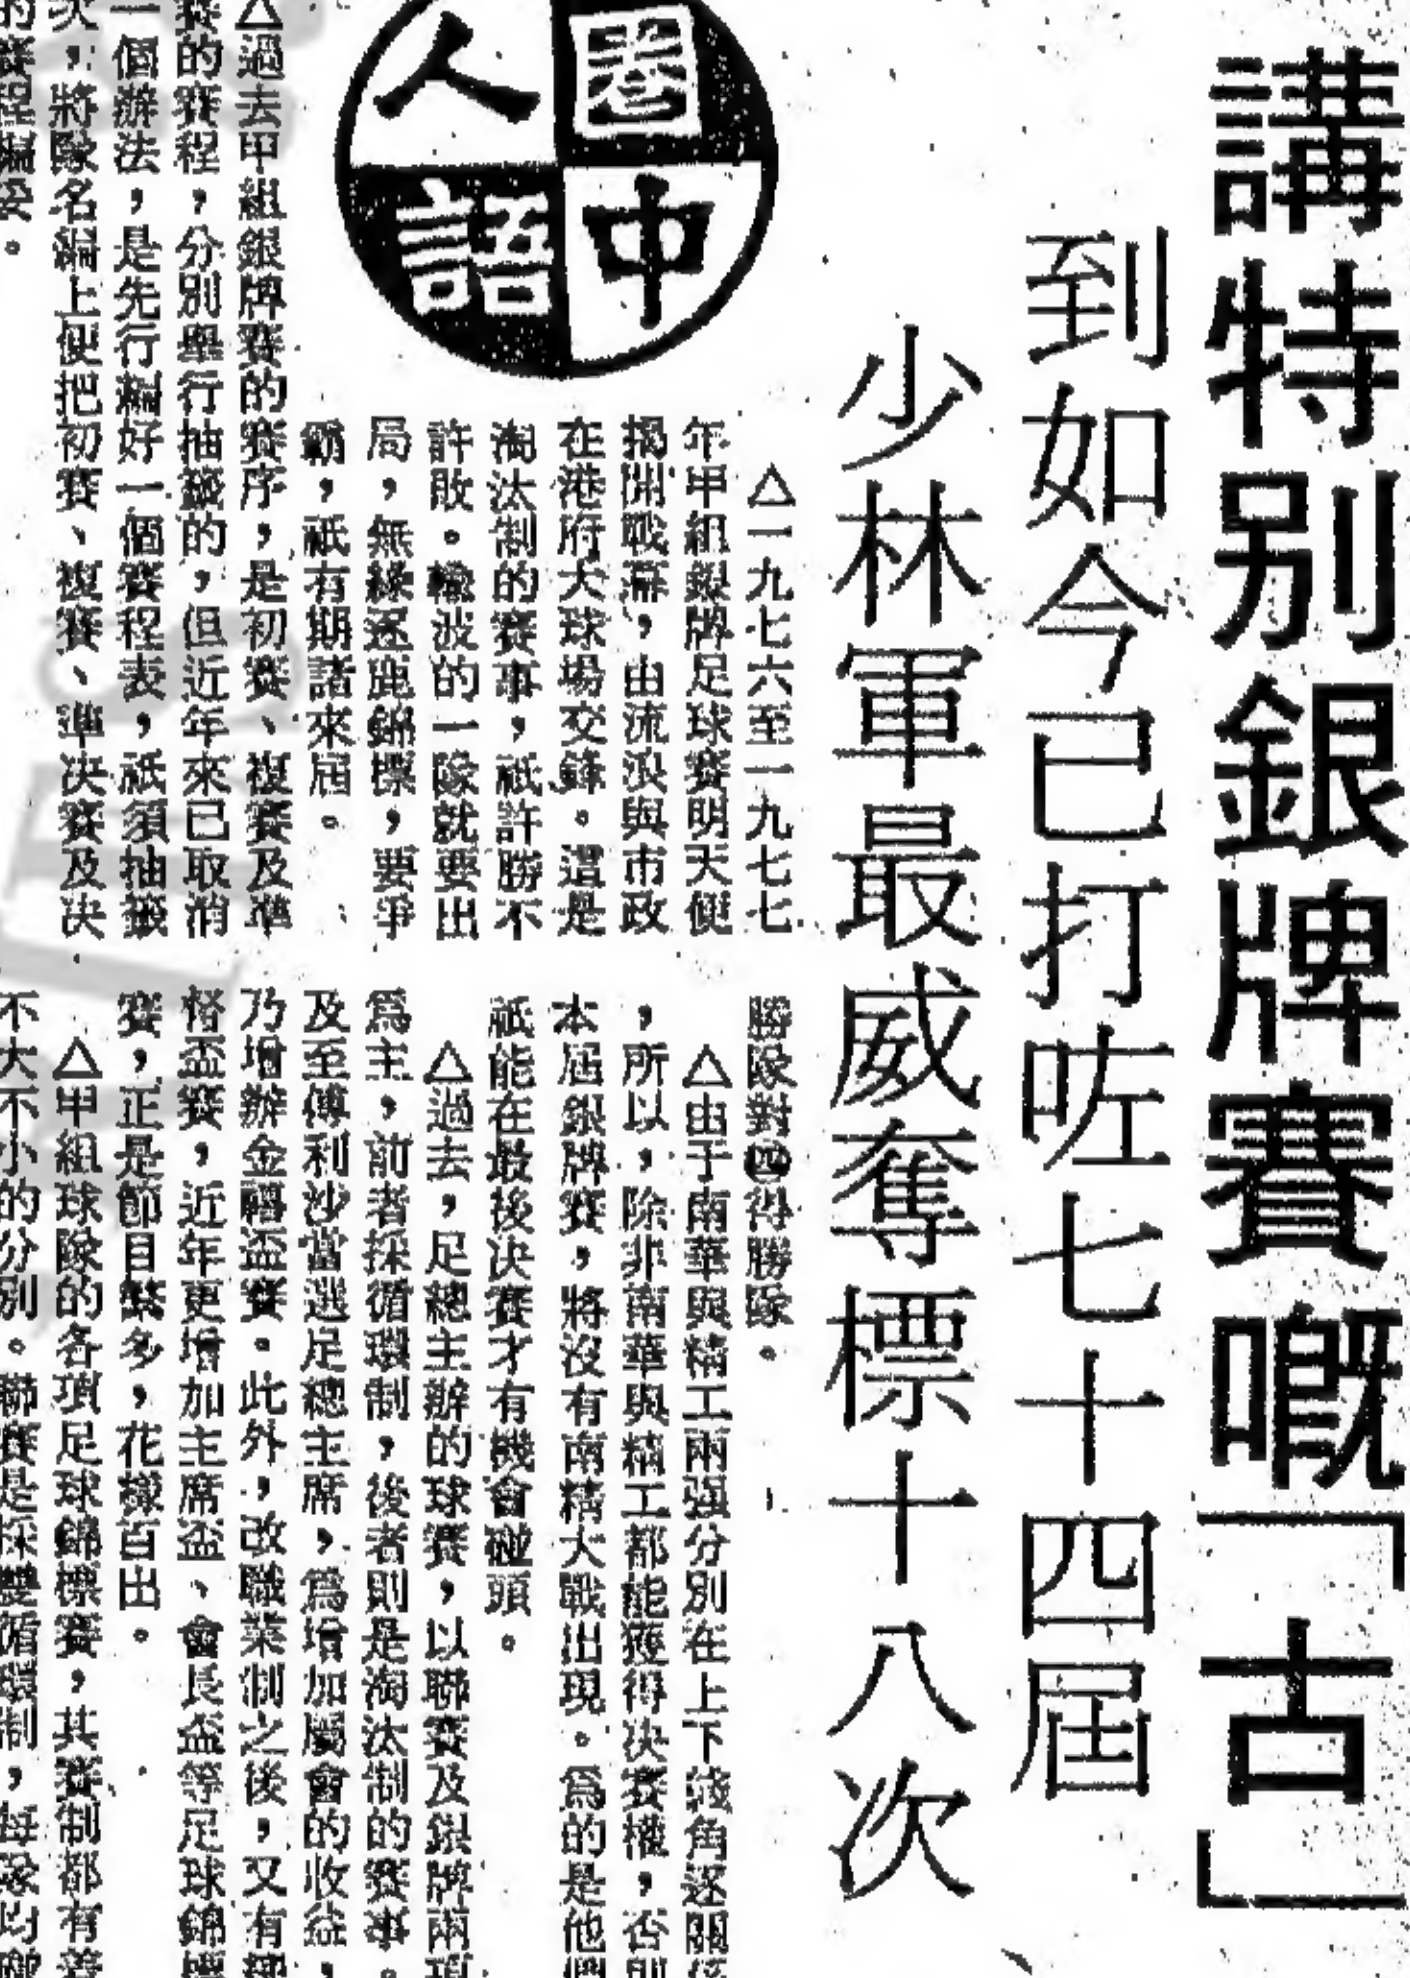 講特别銀牌賽嘅「古」
到如今已打咗七十四屆
少林軍最威奪標十八次
圈中
人語
△一九七六至一九七七
年甲組銀牌足球賽明天便
揭開戰幕，由流浪與市政
在港府大球場交鋒。這是
淘汰制的賽事，祇許勝不
許敗。輸波的一隊就要出
局，無緣逐鹿錦標，要爭
霸，祇有期諸來屆。
△過去甲組銀牌賽的賽序，是初賽、複賽及準
賽的賽程，分別舉行抽籤的，但近年來已取消
一個辦法，是先行編好一個賽程表，祇須抽籤
次，將隊名編上便把初賽、複賽、準決賽及決
的賽程編妥。
勝隊對㈣得勝隊。
△由于南華與精工兩強分別在上下綫角逐關係
，所以，除非南華與精工都能獲得決賽權，否則
本屆銀牌賽，將沒有南精大戰出現。爲的是他們
祇能在最後決賽才有機會碰頭。
△過去，足總主辦的球賽，以聯賽及銀牌兩項
爲主，前者採循環制，後者則是淘汰制的賽事。
及至傅利沙當選足總主席，爲增加屬會的收益，
乃增辦金禧盃賽。此外，改職業制之後，又有總
督盃賽，近年更增加主席盃、會長盃等足球錦標
賽，正是節目繁多，花樣百出。
△甲組球隊的各項足球錦標賽，其賽制都有着
不大不小的分別。聯賽是採雙循環制，每隊均